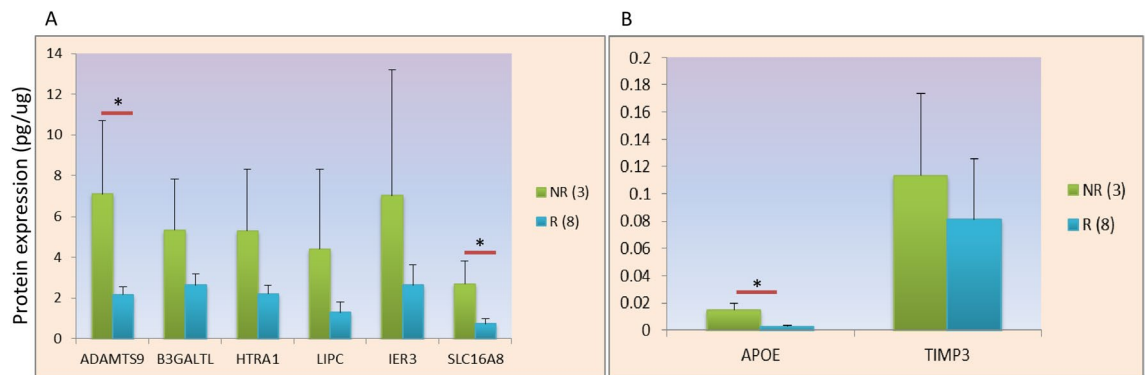 A
Protein expression (pg/ug)
14
12
10
8
6
4
2
0
*
*
ADAMTS9 B3GALTL HTRA1 LIPC IER3 SLC16A8
NR (3)
R (8)
B
0.2
0.18
0.16
0.14
0.12
0.1
0.08
0.06
0.04
0.02
0
*
APOE TIMP3
NR (3)
R (8)